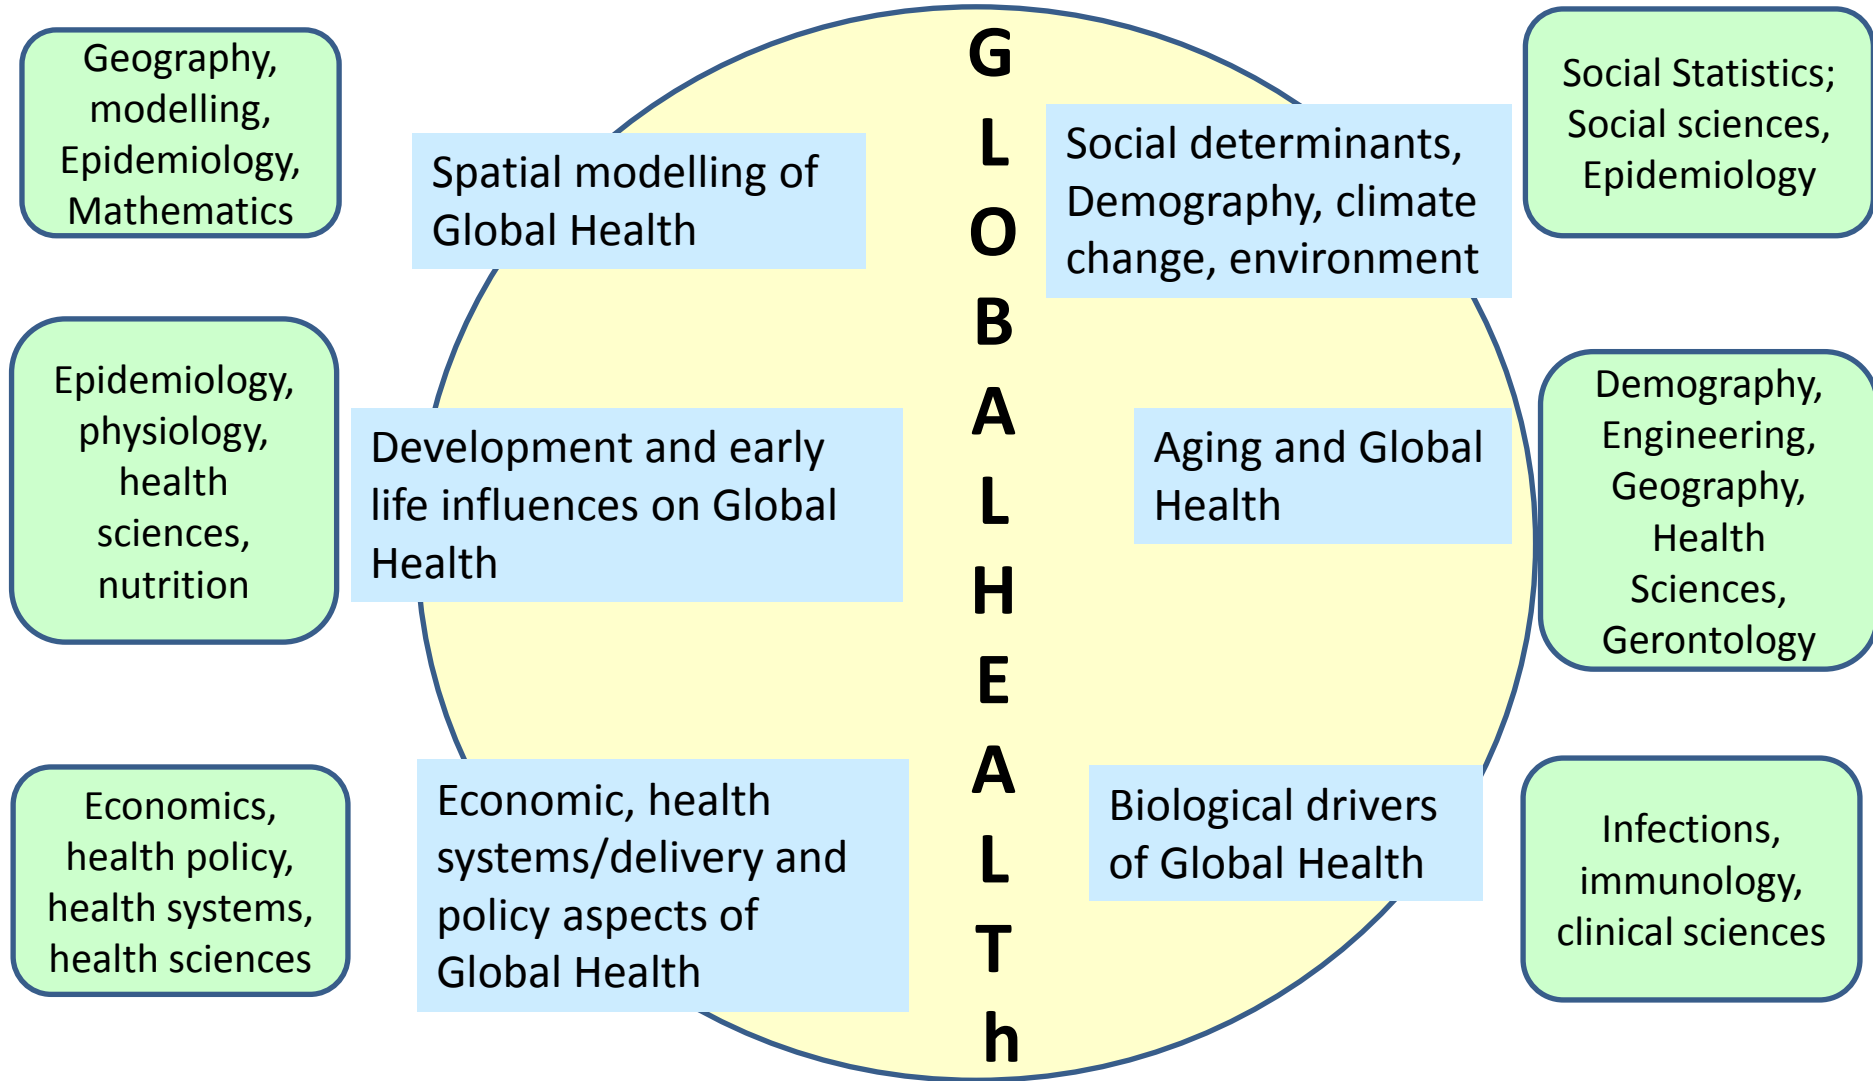 Geography,
modelling,
Epidemiology,
Mathematics
Spatial modelling of
Global Health
Epidemiology,
physiology,
health
sciences,
nutrition
Development and early
life influences on Global
Health
Economics,
health policy,
health systems,
health sciences
Economic, health
systems/delivery and
policy aspects of
Global Health
G
L
O
B
A
L
H
E
A
L
T
h
Social determinants,
Demography, climate
change, environment
Social Statistics;
Social sciences,
Epidemiology
Aging and Global
Health
Demography,
Engineering,
Geography,
Health
Sciences,
Gerontology
Biological drivers
of Global Health
Infections,
immunology,
clinical sciences